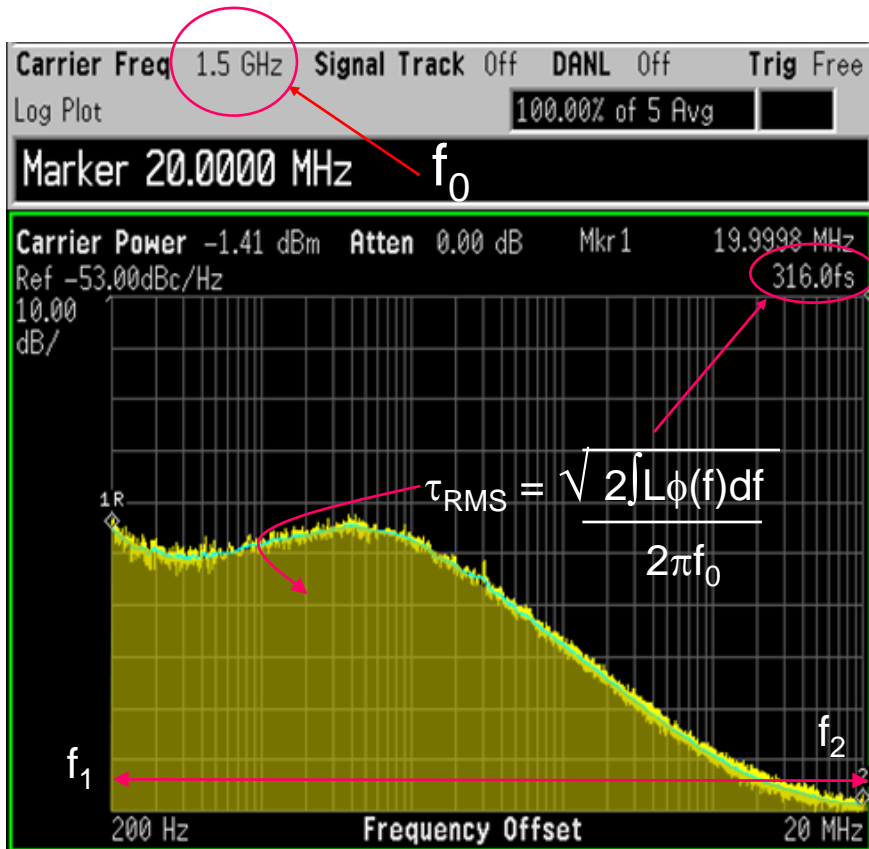 Carrier Freq 1.5 GHz Signal Track Off DANL Off Trig Free
Log Plot 100.00% of 5 Avg
Marker 20.0000 MHz
f0
Carrier Power -1.41 dBm Atten 0.00 dB Mkr1 19.9998 MHz
Ref -53.00dBc/Hz 316.0fs
10.00
dB/
1R
τRMS = √2∫Lϕ(f)df
2πf0
f1
f2
200 Hz Frequency Offset 20 MHz